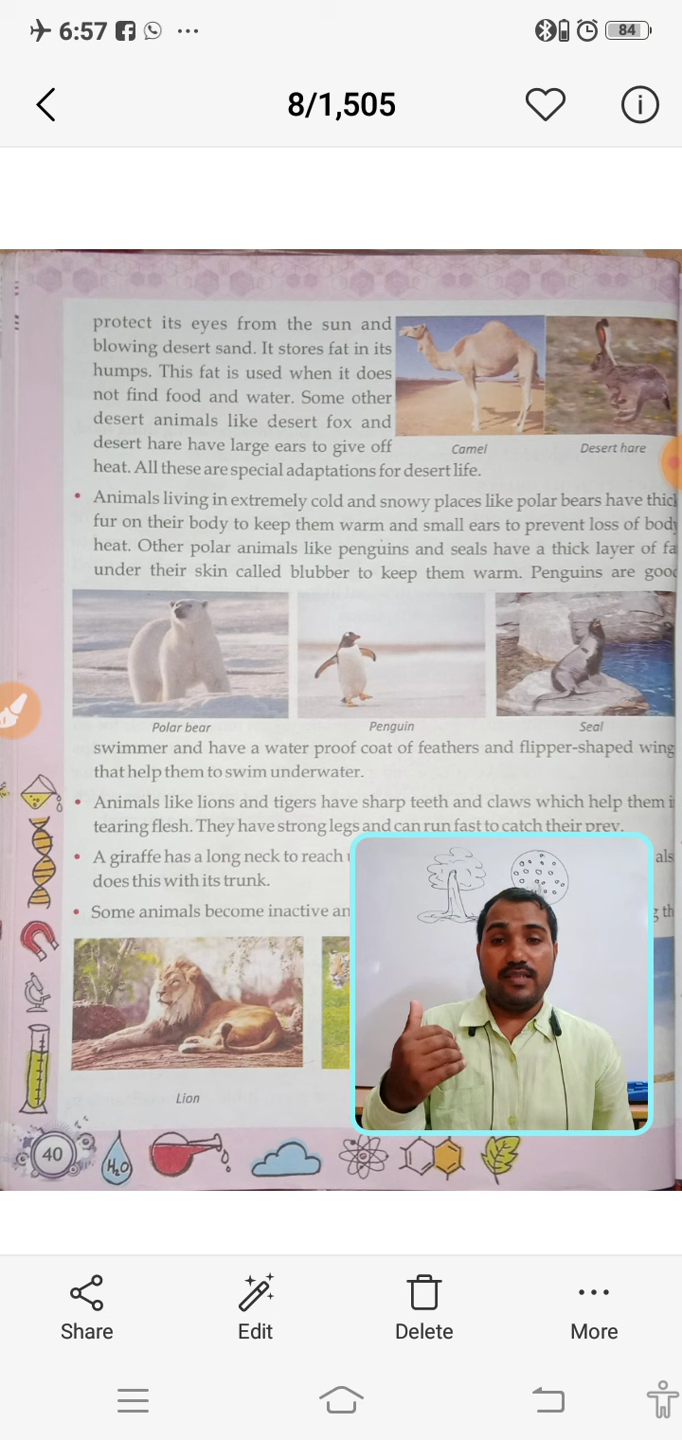 6:57
84
8/1,505
protect its eyes from the sun and
blowing desert sand. It stores fat in its
humps. This fat is used when it does
not find food and water. Some other
desert animals like desert fox and
desert hare have large ears to give off
heat. All these are special adaptations for desert life.
Camel
Desert hare
• Animals living in extremely cold and snowy places like polar bears have thic
fur on their body to keep them warm and small ears to prevent loss of body
heat. Other polar animals like penguins and seals have a thick layer of fa
under their skin called blubber to keep them warm. Penguins are good
Polar bear
Penguin
Seal
swimmer and have a water proof coat of feathers and flipper-shaped wing
that help them to swim underwater.
• Animals like lions and tigers have sharp teeth and claws which help them i
tearing flesh. They have strong legs and can run fast to catch their prey.
• A giraffe has a long neck to reach als
does this with its trunk.
• Some animals become inactive an g th
Lion
40
H₂O
Share
Edit
Delete
More